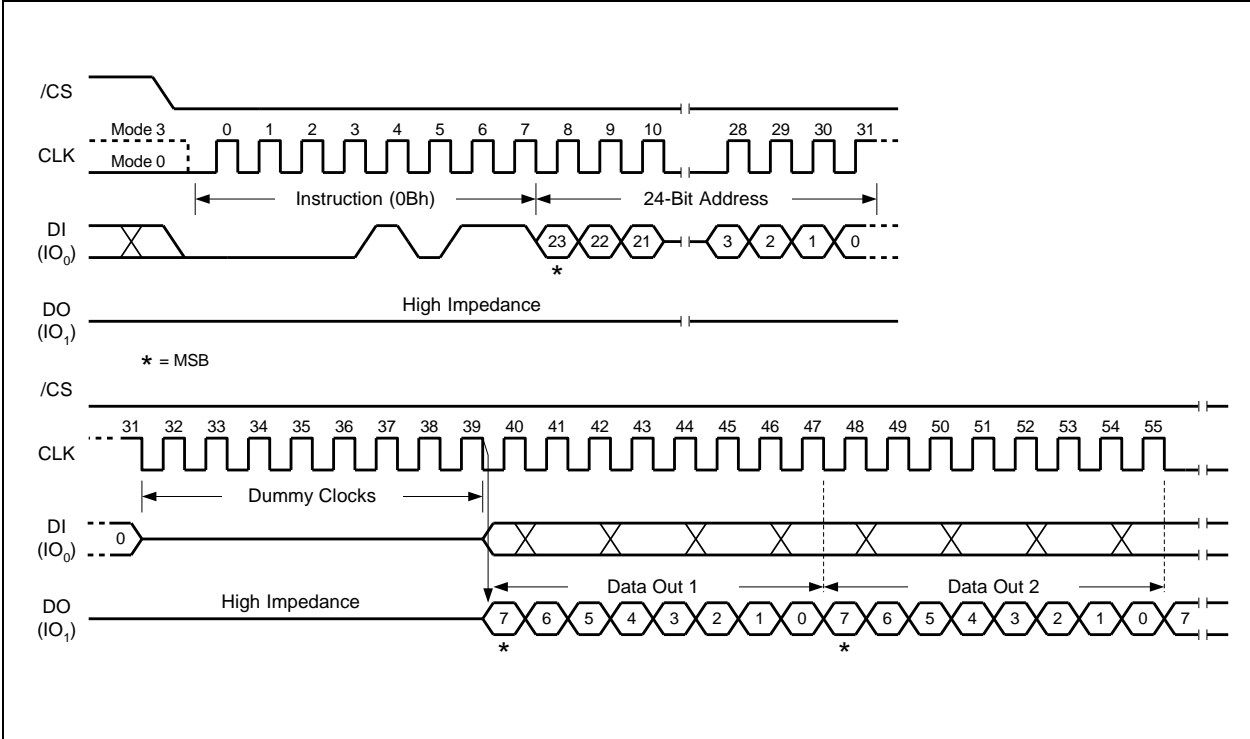 /CS
Mode 3 0 1 2 3 4 5 6 7 8 9 10 28 29 30 31
CLK
Mode 0
Instruction (0Bh) 24-Bit Address
DI
(IO0) 23 22 21 3 2 1 0
*
DO High Impedance
(IO1)
* = MSB
/CS
31 32 33 34 35 36 37 38 39 40 41 42 43 44 45 46 47 48 49 50 51 52 53 54 55
CLK
Dummy Clocks
DI
(IO0) 0
Data Out 1 Data Out 2
DO High Impedance
(IO1) 7 6 5 4 3 2 1 0 7 6 5 4 3 2 1 0 7
* *